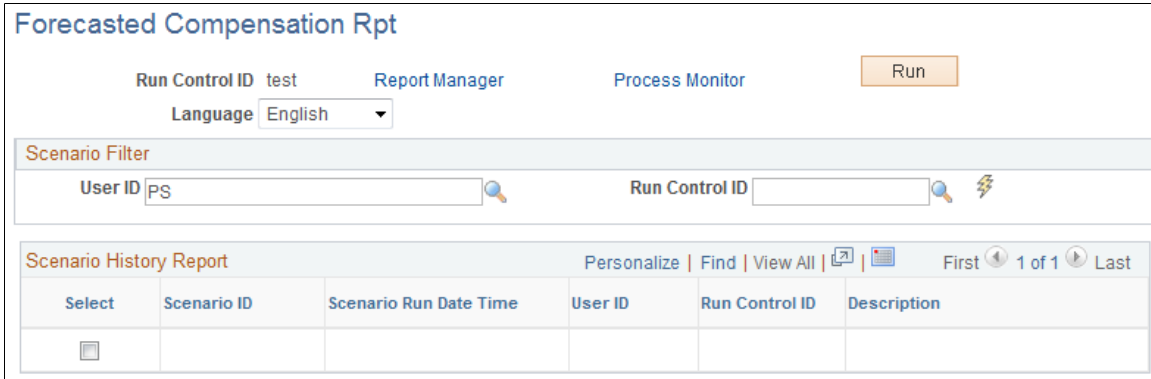 Forecasted Compensation Rpt
Run Control ID test Report Manager Process Monitor Run
Language English
Scenario Filter
User ID PS Run Control ID
Scenario History Report Personalize | Find | View All | | First 1 of 1 Last
Select Scenario ID Scenario Run Date Time User ID Run Control ID Description